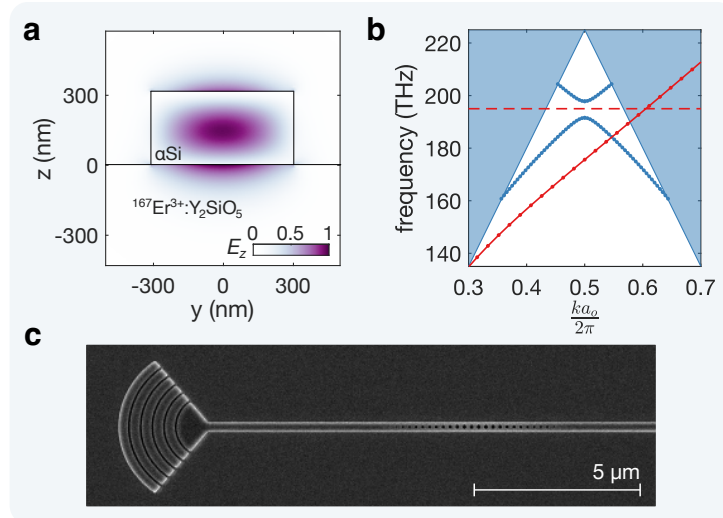 a
300
0
-300
z (nm)
αSi
¹⁶⁷Er³⁺:Y₂SiO₅
0 0.5 1
E_z
-300 0 300
y (nm)
b
220
200
180
160
140
frequency (THz)
0.3 0.4 0.5 0.6 0.7
ka_o
2π
c
5 μm